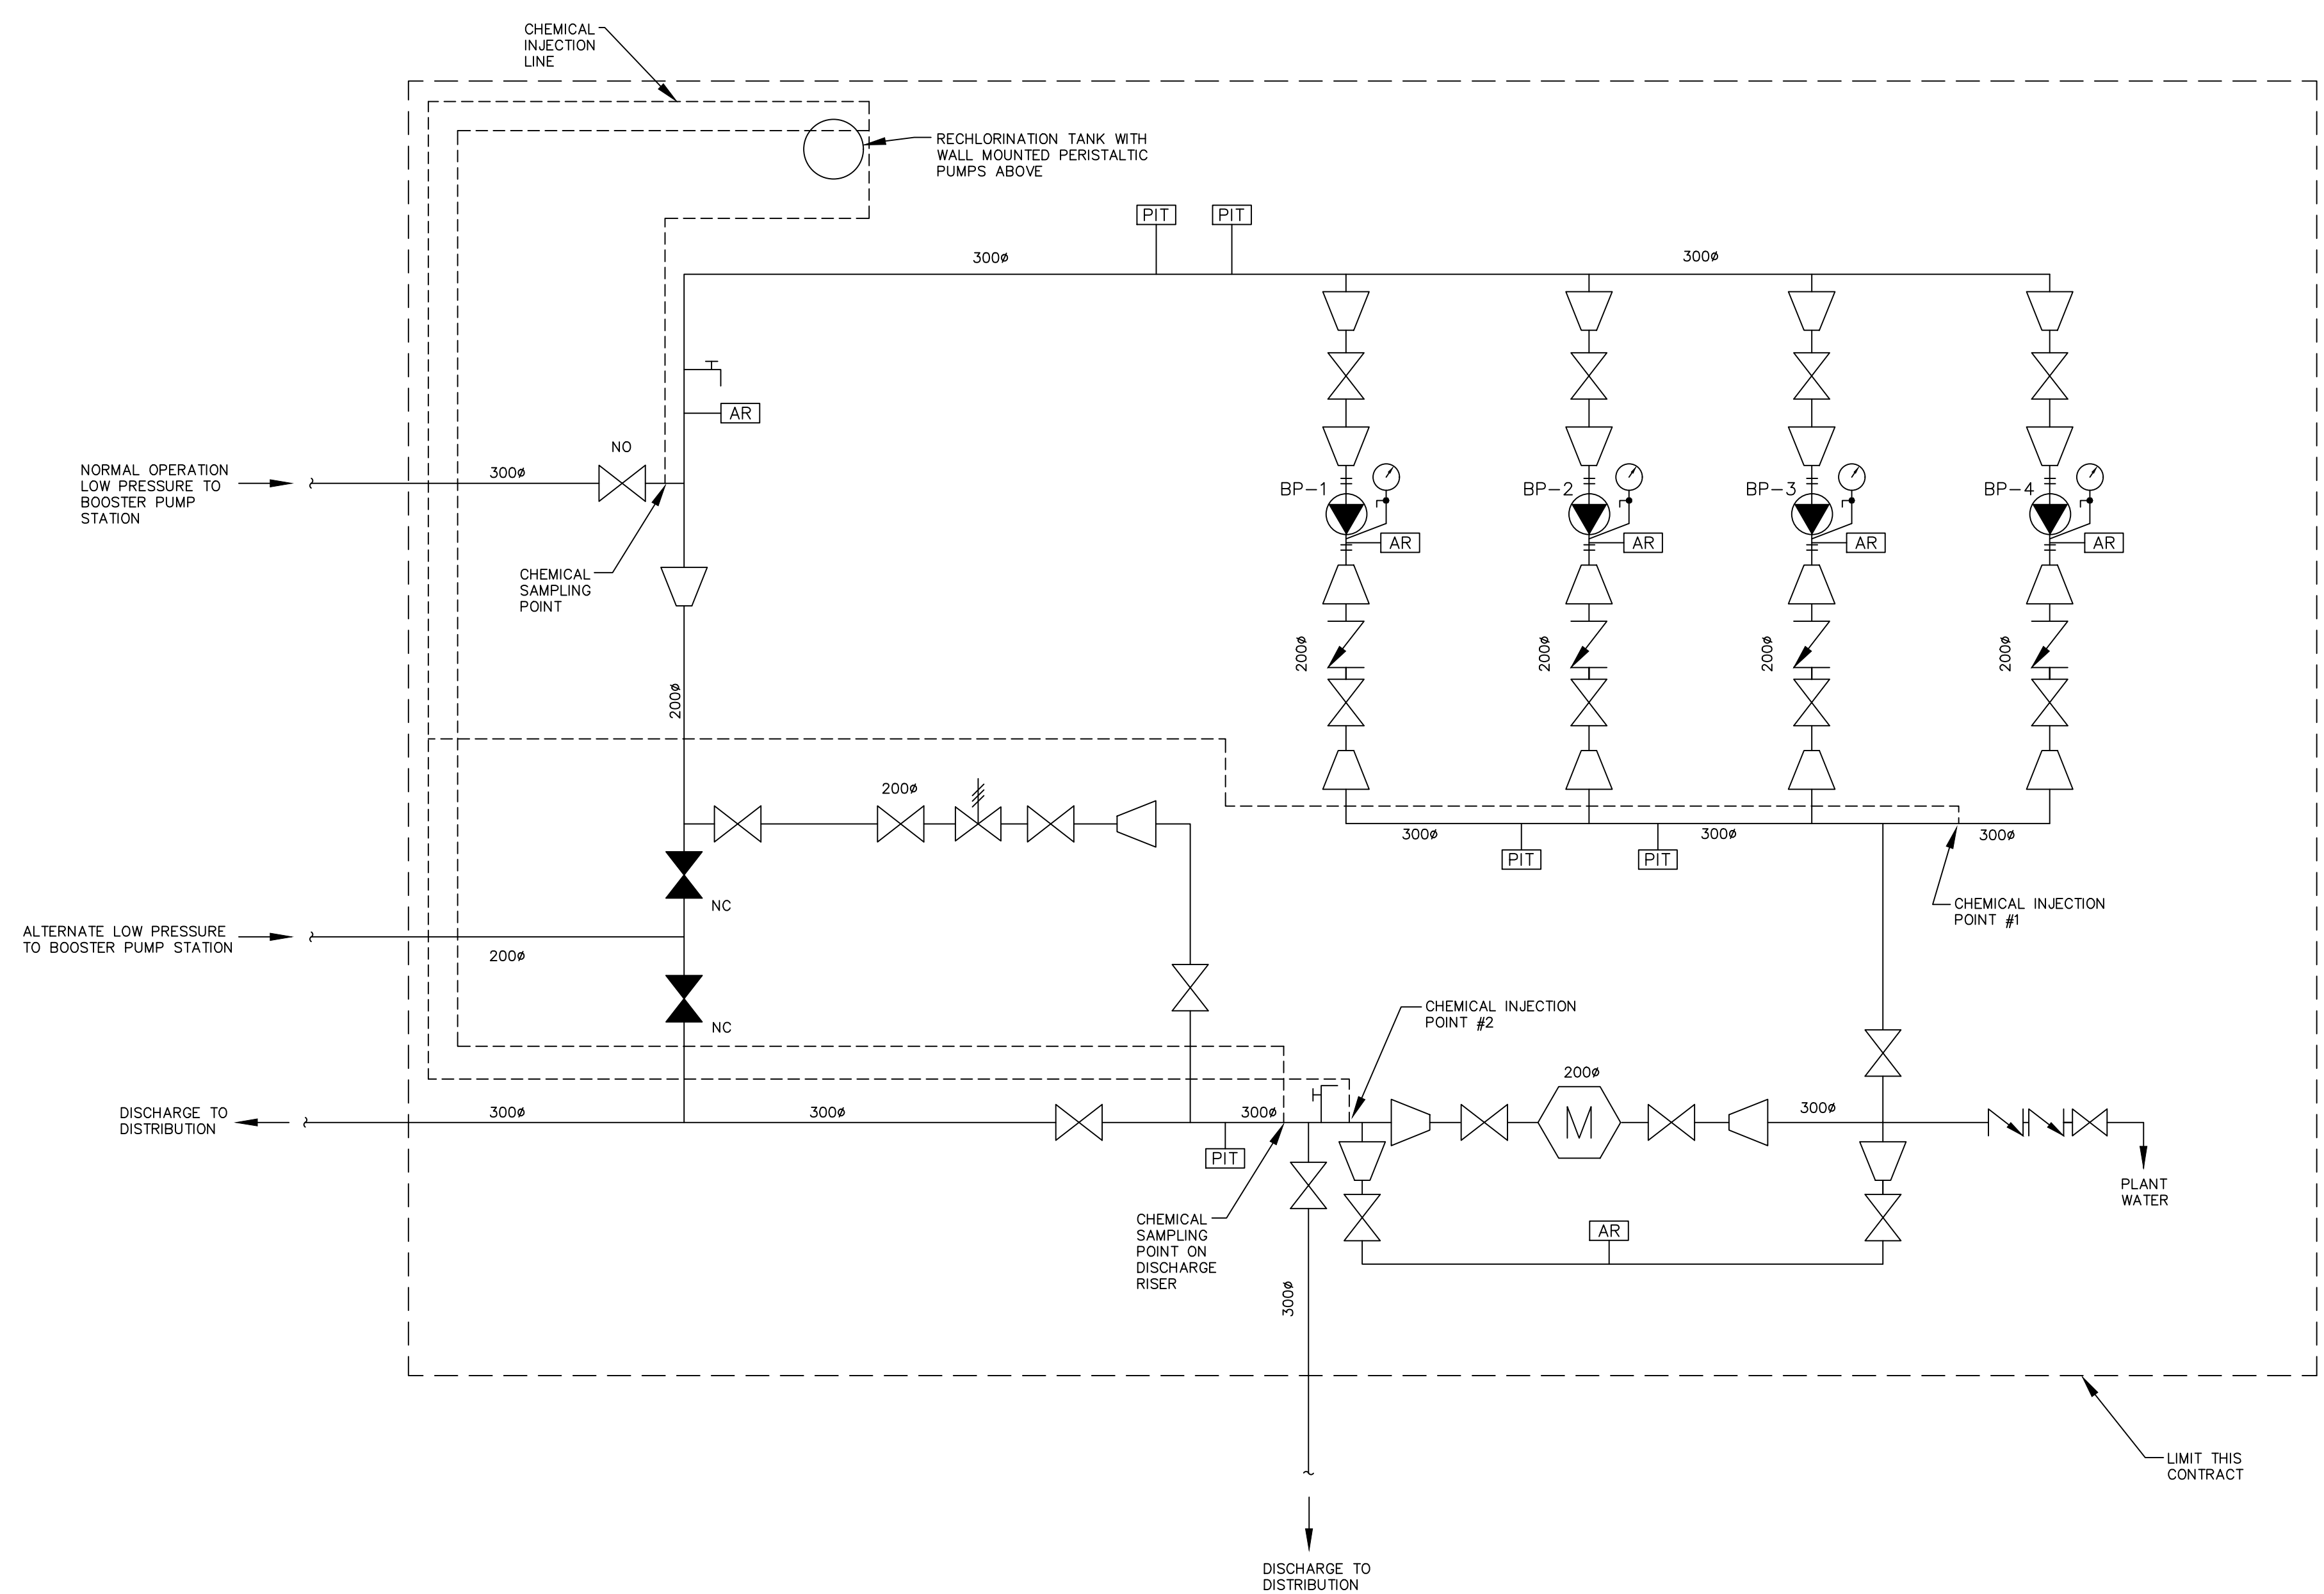 CHEMICAL
INJECTION
LINE
RECHLORINATION TANK WITH
WALL MOUNTED PERISTALTIC
PUMPS ABOVE
PIT
PIT
300ø
300ø
AR
NO
NORMAL OPERATION
LOW PRESSURE TO
BOOSTER PUMP
STATION
300ø
BP-1
BP-2
BP-3
BP-4
AR
AR
AR
AR
CHEMICAL
SAMPLING
POINT
200ø
200ø
200ø
200ø
200ø
200ø
300ø
300ø
300ø
PIT
PIT
NC
CHEMICAL INJECTION
POINT #1
ALTERNATE LOW PRESSURE
TO BOOSTER PUMP STATION
200ø
NC
CHEMICAL INJECTION
POINT #2
200ø
DISCHARGE TO
DISTRIBUTION
300ø
300ø
300ø
M
300ø
PIT
PLANT
WATER
CHEMICAL
SAMPLING
POINT ON
DISCHARGE
RISER
AR
300ø
LIMIT THIS
CONTRACT
DISCHARGE TO
DISTRIBUTION